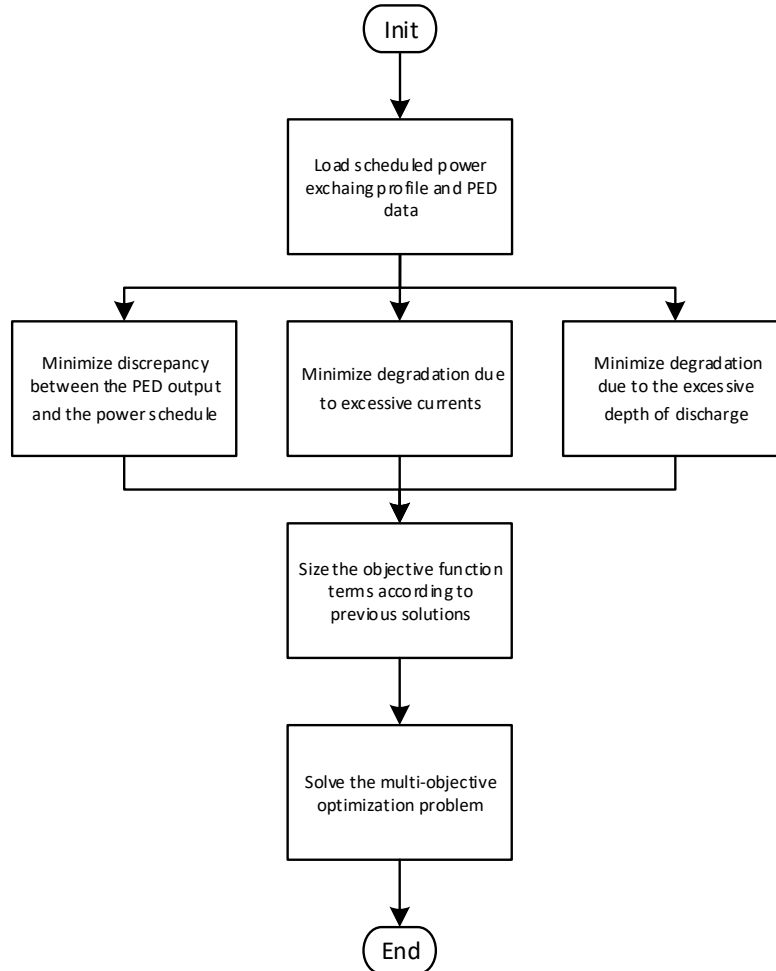 Init
Load scheduled power
exchaing profile and PED
data
Minimize discrepancy
between the PED output
and the power schedule
Minimize degradation due
to excessive currents
Minimize degradation
due to the excessive
depth of discharge
Size the objective function
terms according to
previous solutions
Solve the multi-objective
optimization problem
End